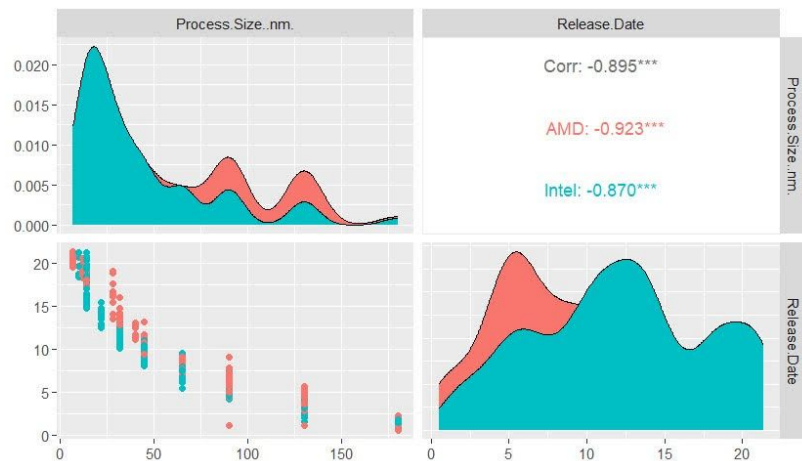 Process.Size..nm.
Release.Date
0.020
0.015
0.010
0.005
0.000
Corr: -0.895***
AMD: -0.923***
Intel: -0.870***
Process.Size..nm.
20
15
10
5
0
Release.Date
0 50 100 150
0 5 10 15 20